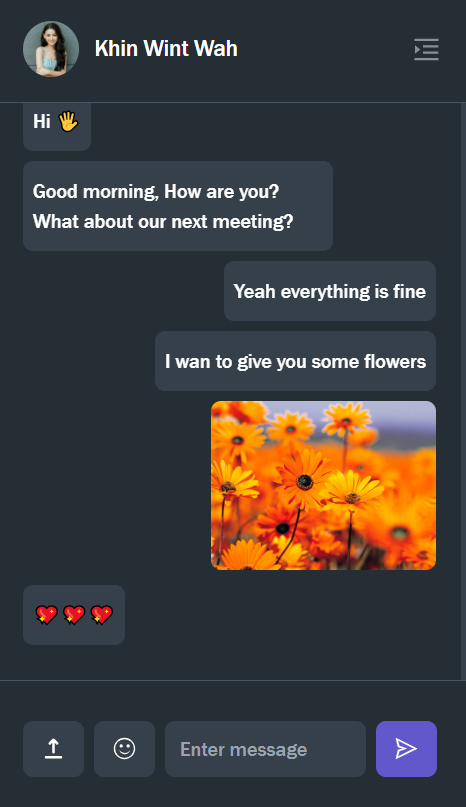 Khin Wint Wah
Hi 🖐
Good morning, How are you?
What about our next meeting?
Yeah everything is fine
I wan to give you some flowers
💖💖💖
Enter message